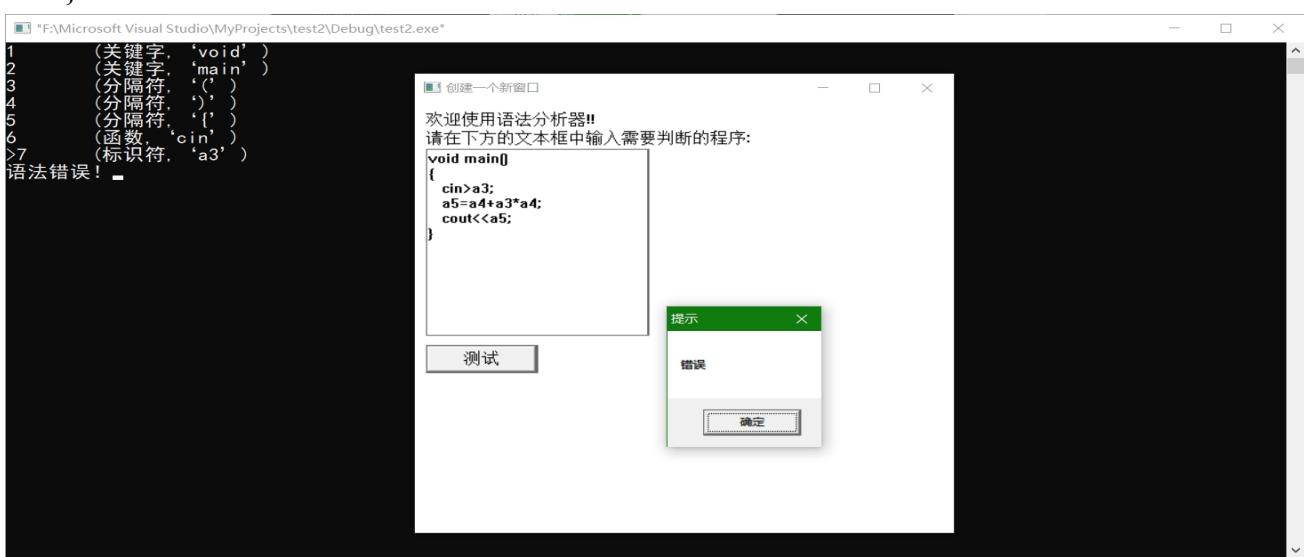 "F:\Microsoft Visual Studio\MyProjects\test2\Debug\test2.exe"
1 (关键字, ‘void’)
2 (关键字, ‘main’)
3 (分隔符, ‘(’)
4 (分隔符, ‘)’)
5 (分隔符, ‘{’)
6 (函数, ‘cin’)
>7 (标识符, ‘a3’)
语法错误!
创建一个新窗口
欢迎使用语法分析器!!
请在下方的文本框中输入需要判断的程序:
void main()
{
cin>a3;
a5=a4+a3*a4;
cout<<a5;
}
测试
提示
错误
确定